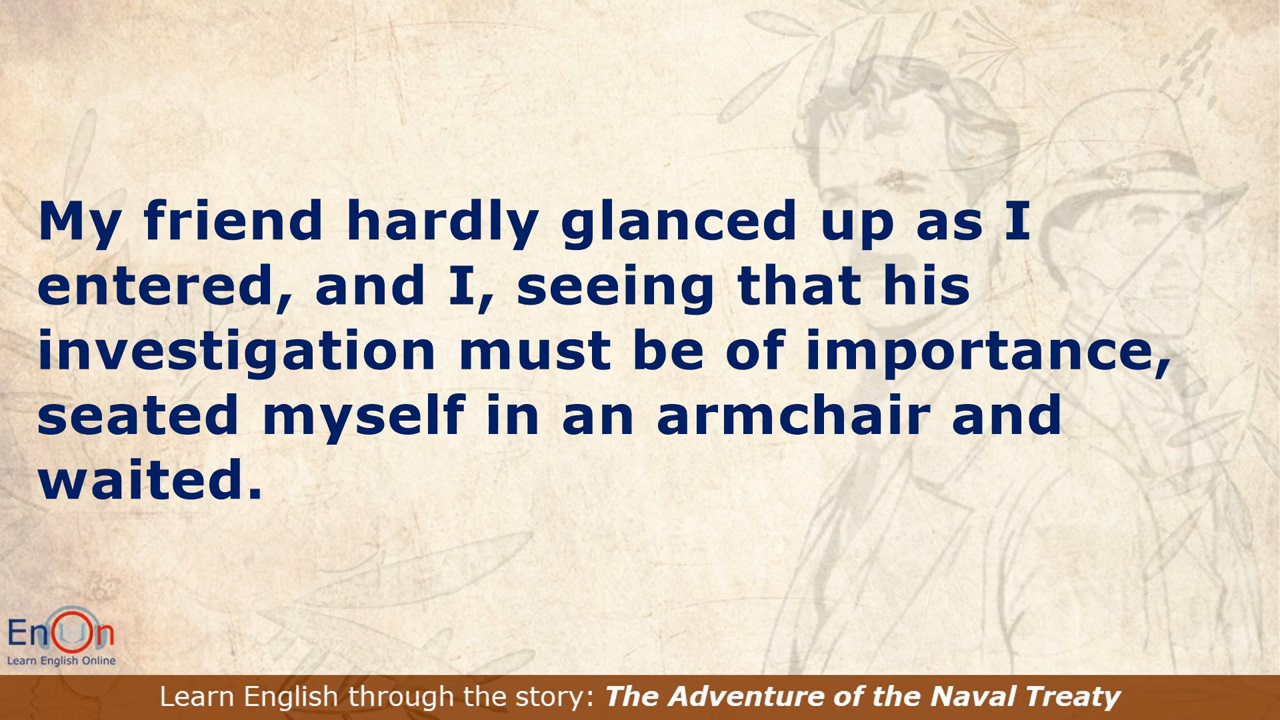 My friend hardly glanced up as I
entered, and I, seeing that his
investigation must be of importance,
seated myself in an armchair and
waited.
EnOn
Learn English Online
Learn English through the story: The Adventure of the Naval Treaty